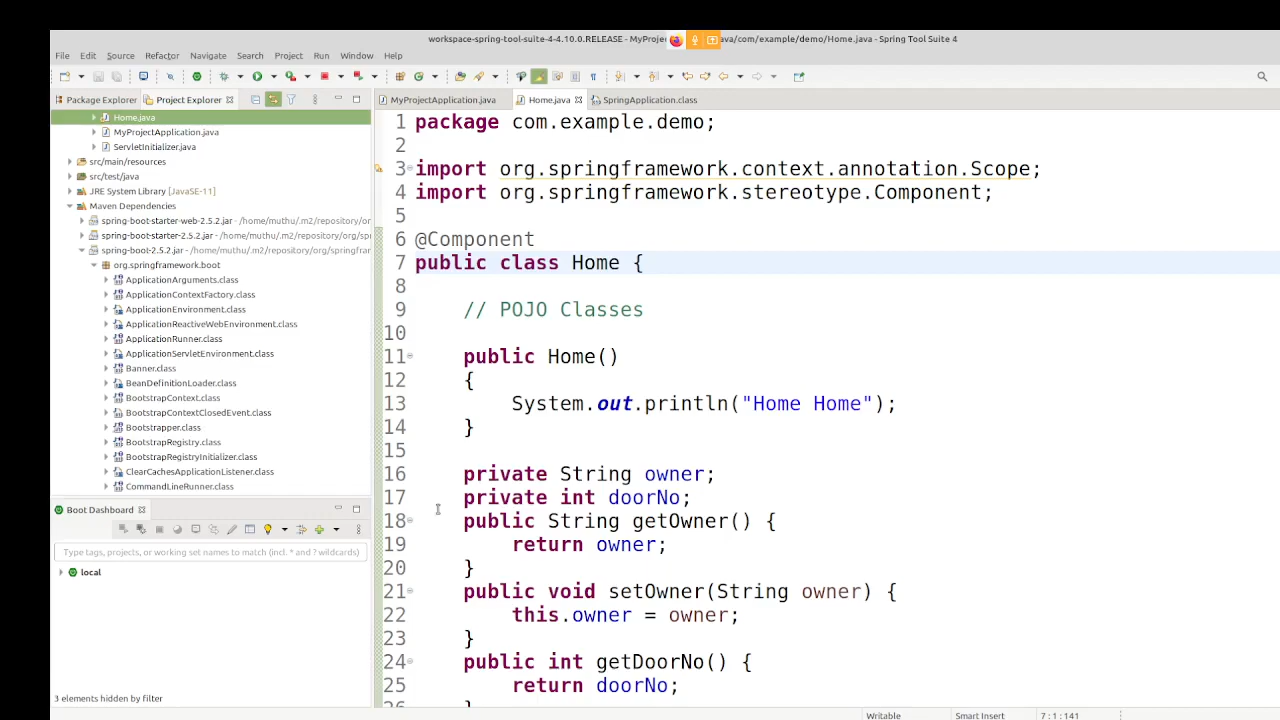 workspace-spring-tool-suite-4-4.10.0.RELEASE - MyProje ava/com/example/demo/Home.java - Spring Tool Suite 4
File Edit Source Refactor Navigate Search Project Run Window Help
Package Explorer Project Explorer
MyProjectApplication.java Home.java SpringApplication.class
Home.java
MyProjectApplication.java
ServletInitializer.java
src/main/resources
src/test/java
JRE System Library [JavaSE-11]
Maven Dependencies
spring-boot-starter-web-2.5.2.jar - /home/muthu/.m2/repository/or
spring-boot-starter-2.5.2.jar - /home/muthu/.m2/repository/org/spr
spring-boot-2.5.2.jar - /home/muthu/.m2/repository/org/springfrar
org.springframework.boot
ApplicationArguments.class
ApplicationContextFactory.class
ApplicationEnvironment.class
ApplicationReactiveWebEnvironment.class
ApplicationRunner.class
ApplicationServletEnvironment.class
Banner.class
BeanDefinitionLoader.class
BootstrapContext.class
BootstrapContextClosedEvent.class
Bootstrapper.class
BootstrapRegistry.class
BootstrapRegistryInitializer.class
ClearCachesApplicationListener.class
CommandLineRunner.class
Boot Dashboard
Type tags, projects, or working set names to match (incl. * and ? wildcards)
local
3 elements hidden by filter
1 package com.example.demo;
2
3 import org.springframework.context.annotation.Scope;
4 import org.springframework.stereotype.Component;
5
6 @Component
7 public class Home {
8
9 // POJO Classes
10
11 public Home()
12 {
13 System.out.println("Home Home");
14 }
15
16 private String owner;
17 private int doorNo;
18 public String getOwner() {
19 return owner;
20 }
21 public void setOwner(String owner) {
22 this.owner = owner;
23 }
24 public int getDoorNo() {
25 return doorNo;
Writable Smart Insert 7 : 1 : 141